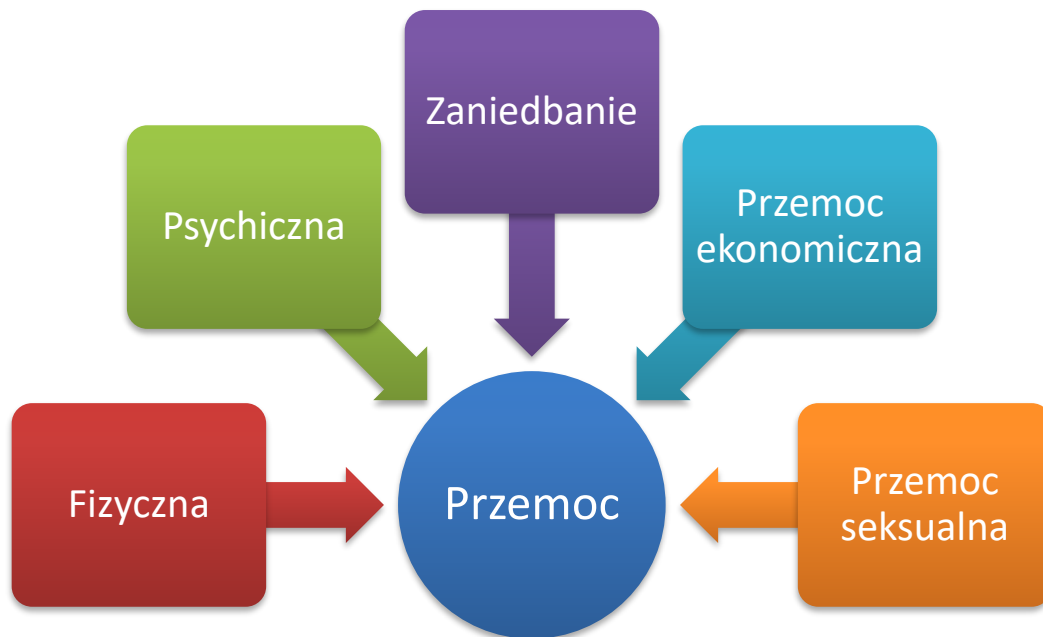 Zaniedbanie
Psychiczna
Przemoc
ekonomiczna
Fizyczna
Przemoc
Przemoc
seksualna